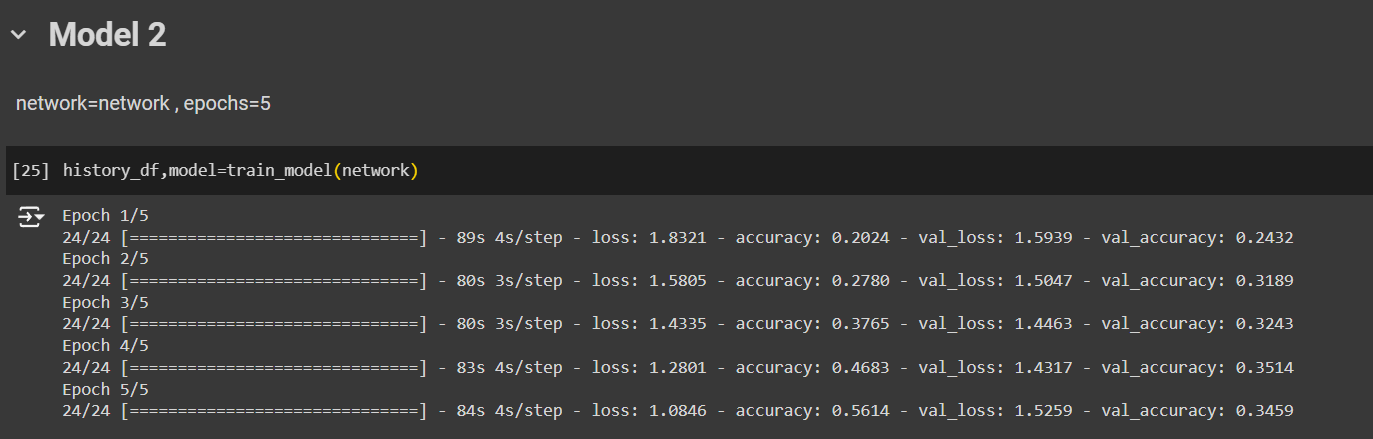 Model 2
network=network , epochs=5
[25] history_df,model=train_model(network)
Epoch 1/5
24/24 [==============================] - 89s 4s/step - loss: 1.8321 - accuracy: 0.2024 - val_loss: 1.5939 - val_accuracy: 0.2432
Epoch 2/5
24/24 [==============================] - 80s 3s/step - loss: 1.5805 - accuracy: 0.2780 - val_loss: 1.5047 - val_accuracy: 0.3189
Epoch 3/5
24/24 [==============================] - 80s 3s/step - loss: 1.4335 - accuracy: 0.3765 - val_loss: 1.4463 - val_accuracy: 0.3243
Epoch 4/5
24/24 [==============================] - 83s 4s/step - loss: 1.2801 - accuracy: 0.4683 - val_loss: 1.4317 - val_accuracy: 0.3514
Epoch 5/5
24/24 [==============================] - 84s 4s/step - loss: 1.0846 - accuracy: 0.5614 - val_loss: 1.5259 - val_accuracy: 0.3459